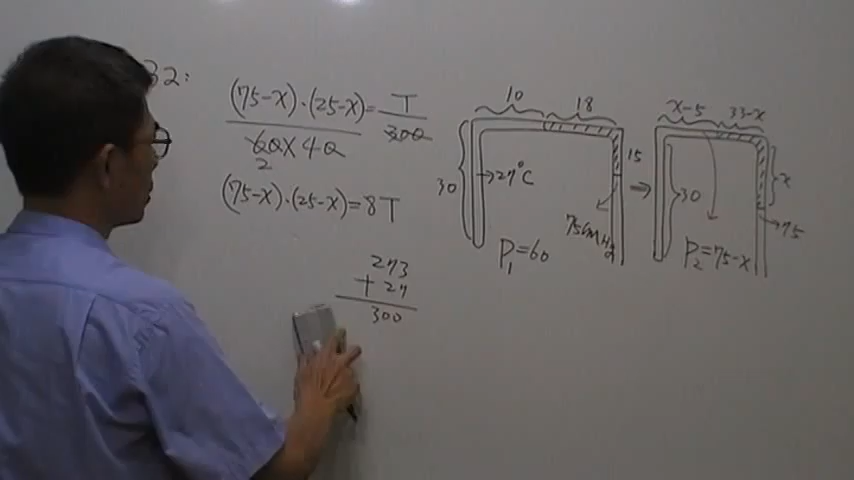 32:
(75-x)·(25-x) = T
60×40 300
2
(75-x)·(25-x)=8T
273
+ 27
300
10 18
30 →27°C 15
75cmHg
P₁=60
⇒
x-5 33-x
30 x
→75
P₂=75-x